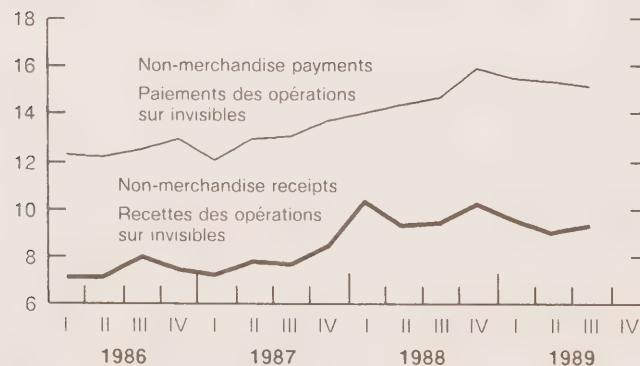 18
16
14
12
10
8
6
Non-merchandise payments
Paiements des opérations
sur invisibles
Non-merchandise receipts
Recettes des opérations
sur invisibles
I II III IV I II III IV I II III IV I II III IV
1986 1987 1988 1989